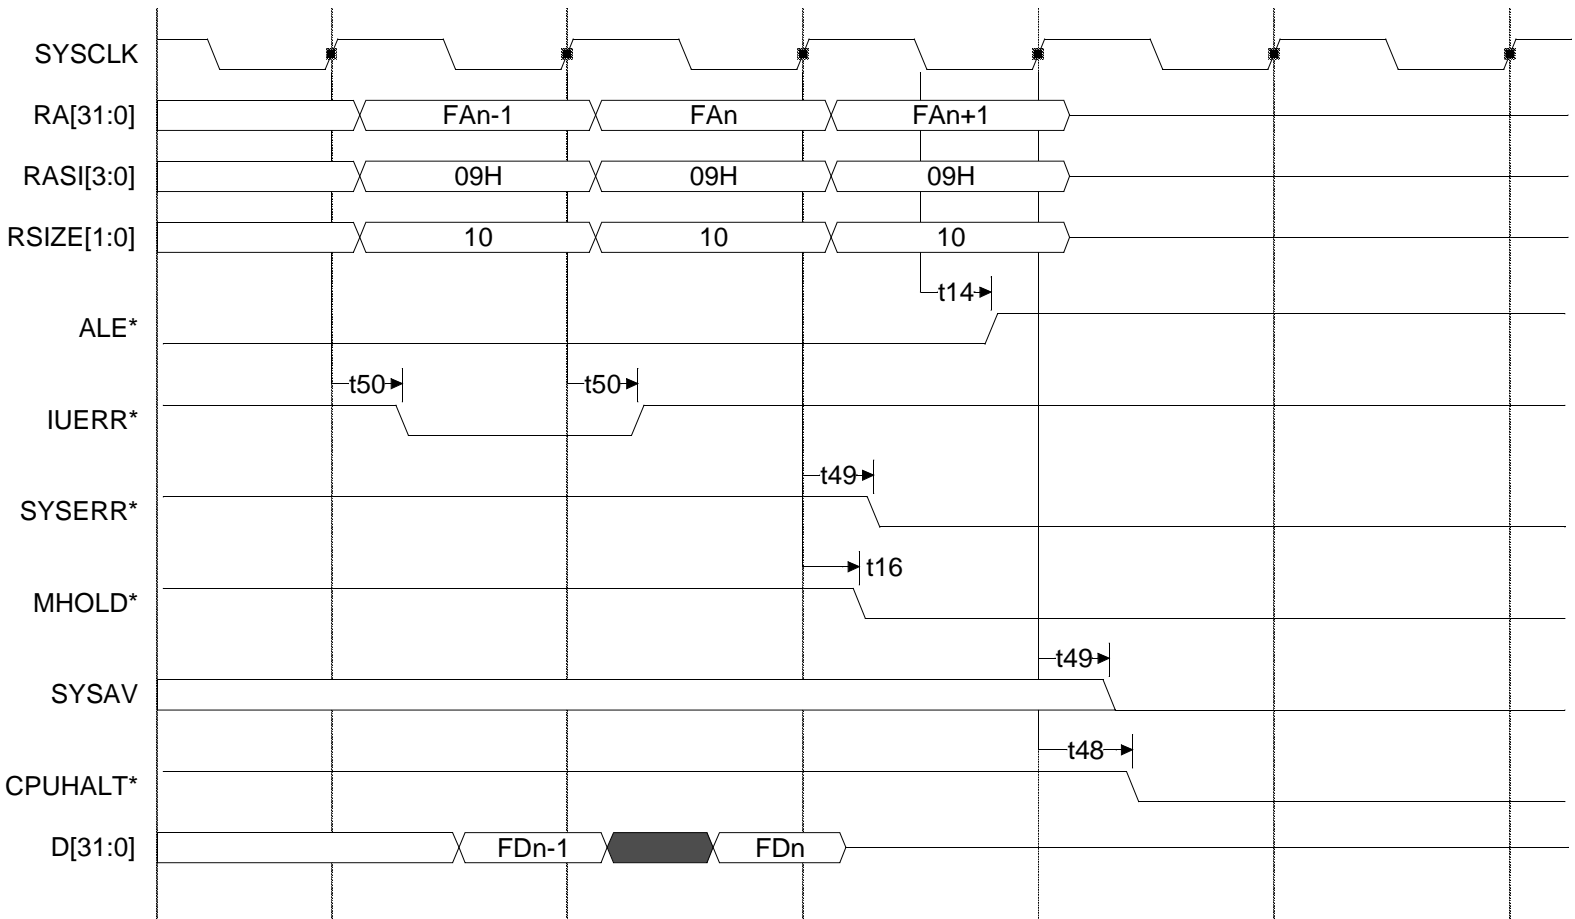 SYSCLK
RA[31:0] FAn-1 FAn FAn+1
RASI[3:0] 09H 09H 09H
RSIZE[1:0] 10 10 10
t14
ALE*
t50 t50
IUERR*
t49
SYSERR*
t16
MHOLD*
t49
SYSAV
t48
CPUHALT*
D[31:0] FDn-1 FDn